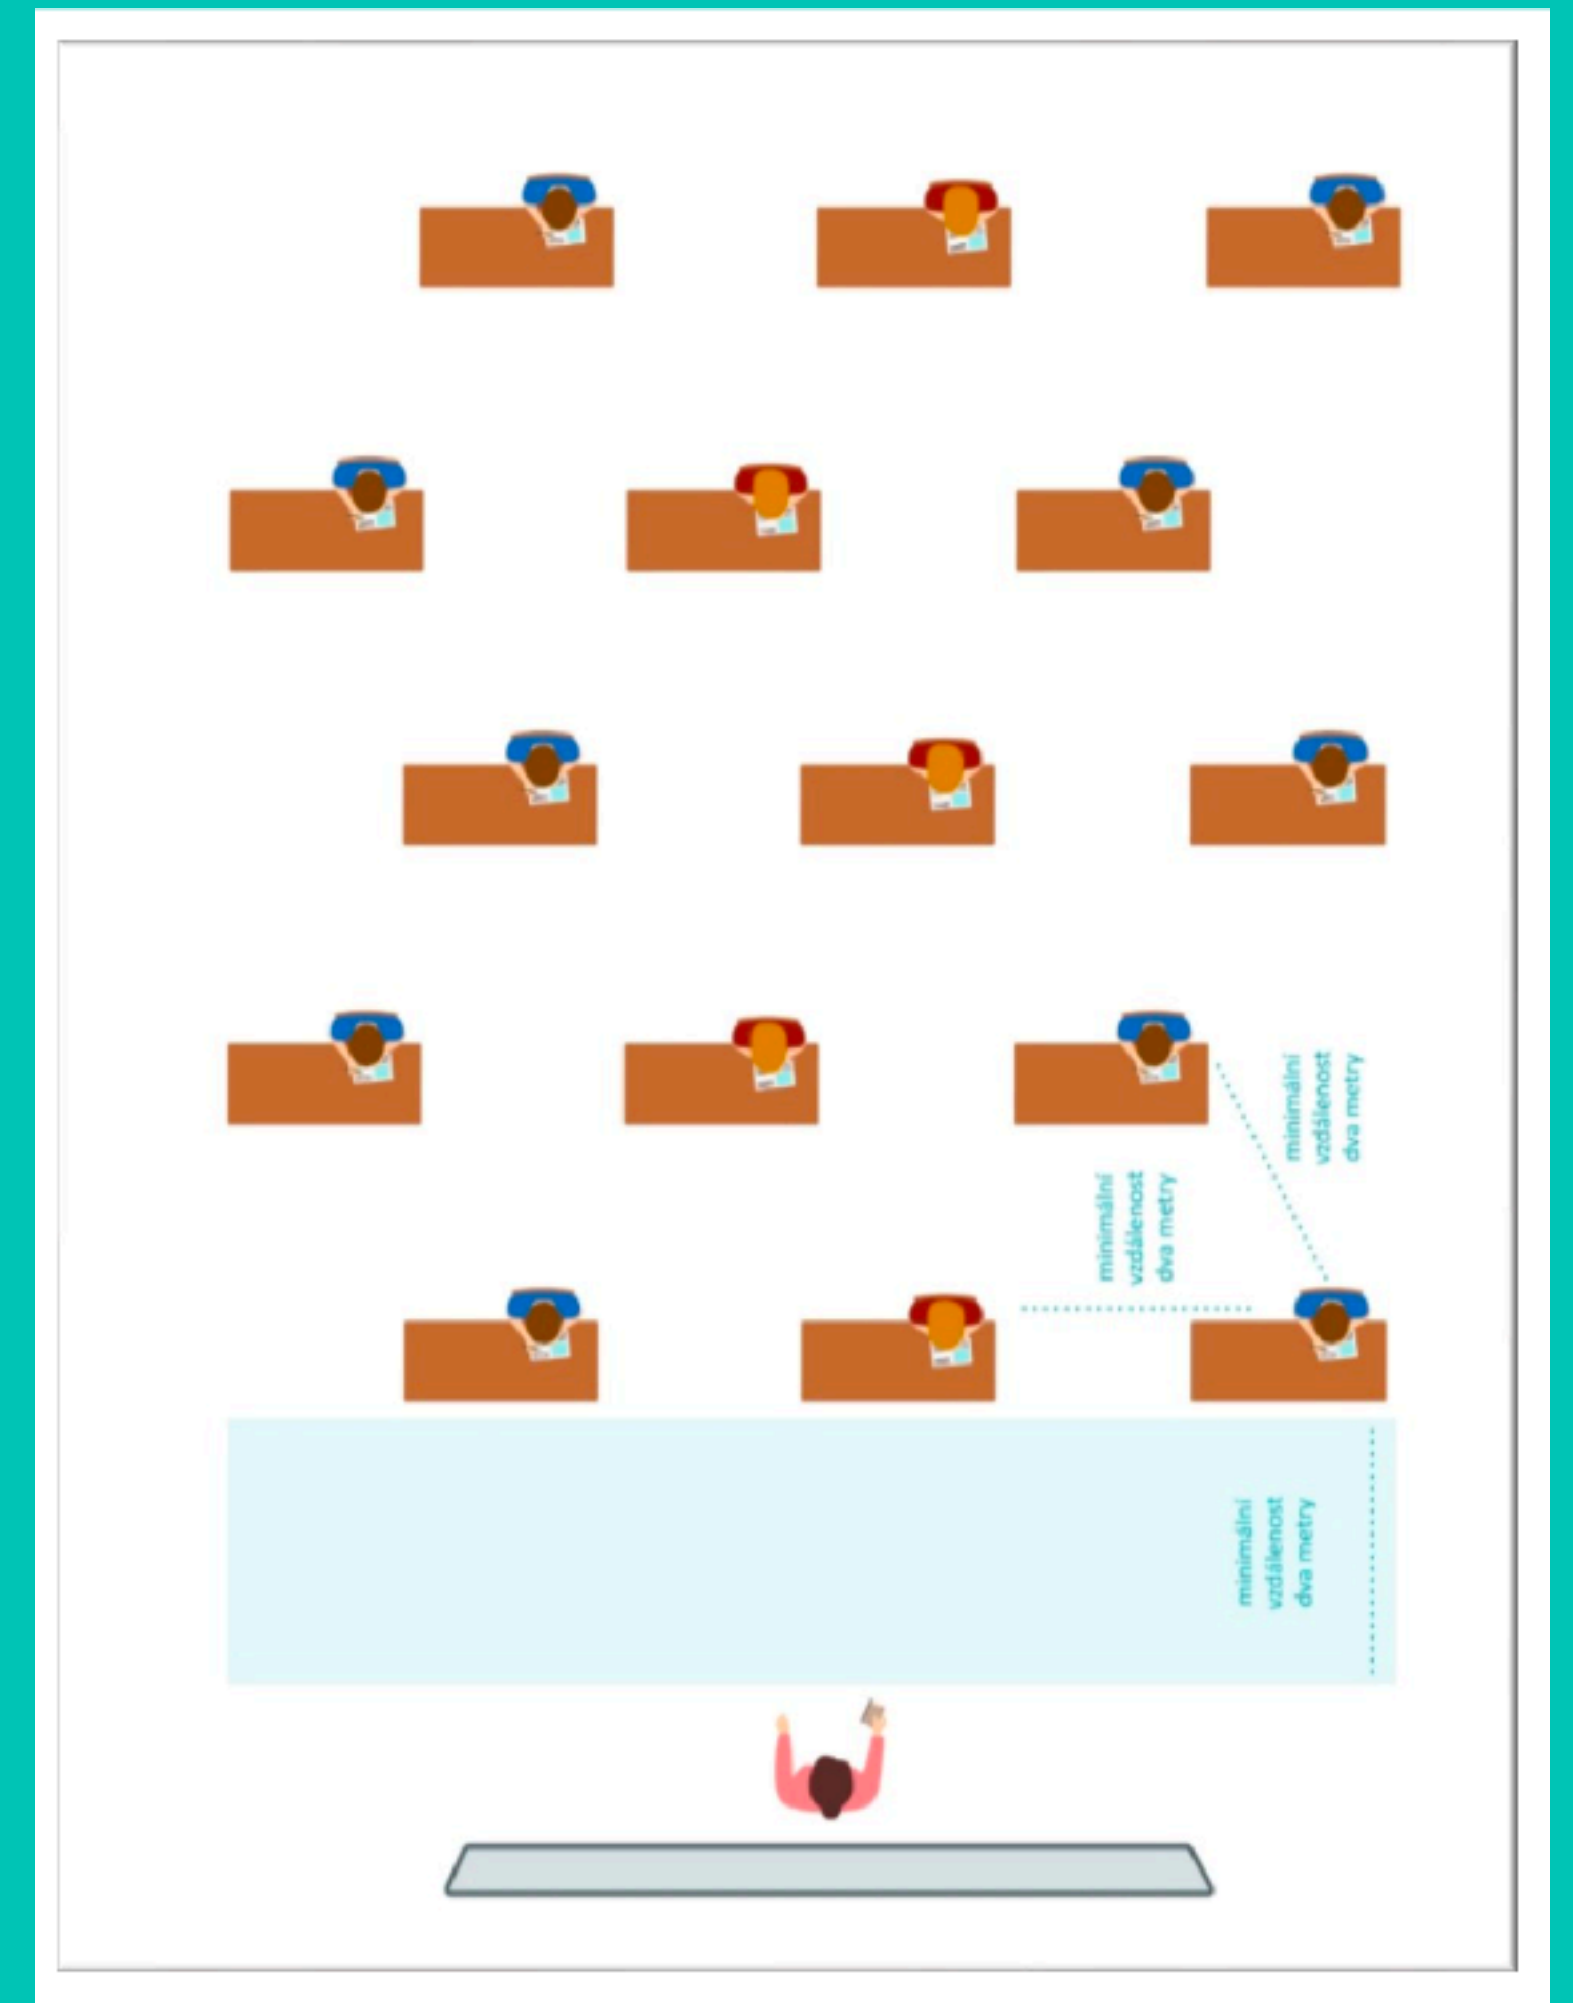 minimální
vzdálenost
dva metry
minimální
vzdálenost
dva metry
minimální
vzdálenost
dva metry